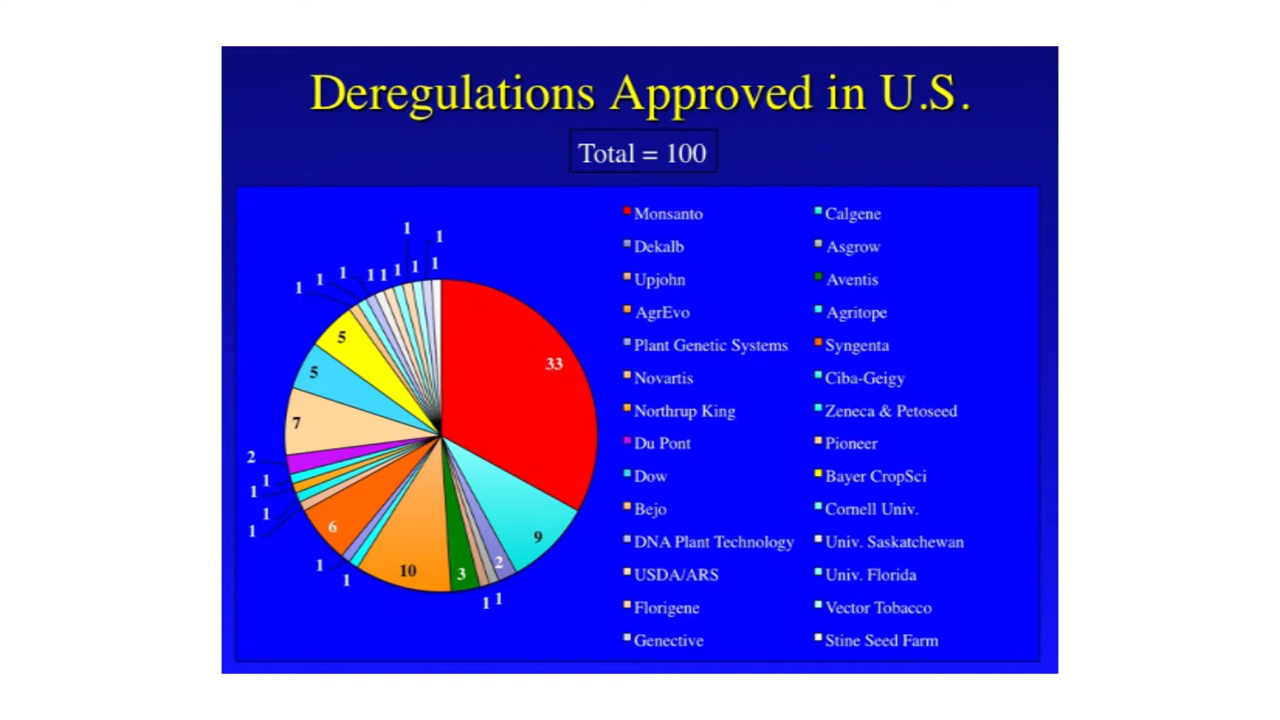 Deregulations Approved in U.S.
Total = 100
1
1
1 1 1 1 1 1 1 1 1
5
5
7
2
1
1
1
1
6
1
1
10
3
1 1
2
9
33
Monsanto Calgene
Dekalb Asgrow
Upjohn Aventis
AgrEvo Agritope
Plant Genetic Systems Syngenta
Novartis Ciba-Geigy
Northrup King Zeneca & Petoseed
Du Pont Pioneer
Dow Bayer CropSci
Bejo Cornell Univ.
DNA Plant Technology Univ. Saskatchewan
USDA/ARS Univ. Florida
Florigene Vector Tobacco
Genective Stine Seed Farm